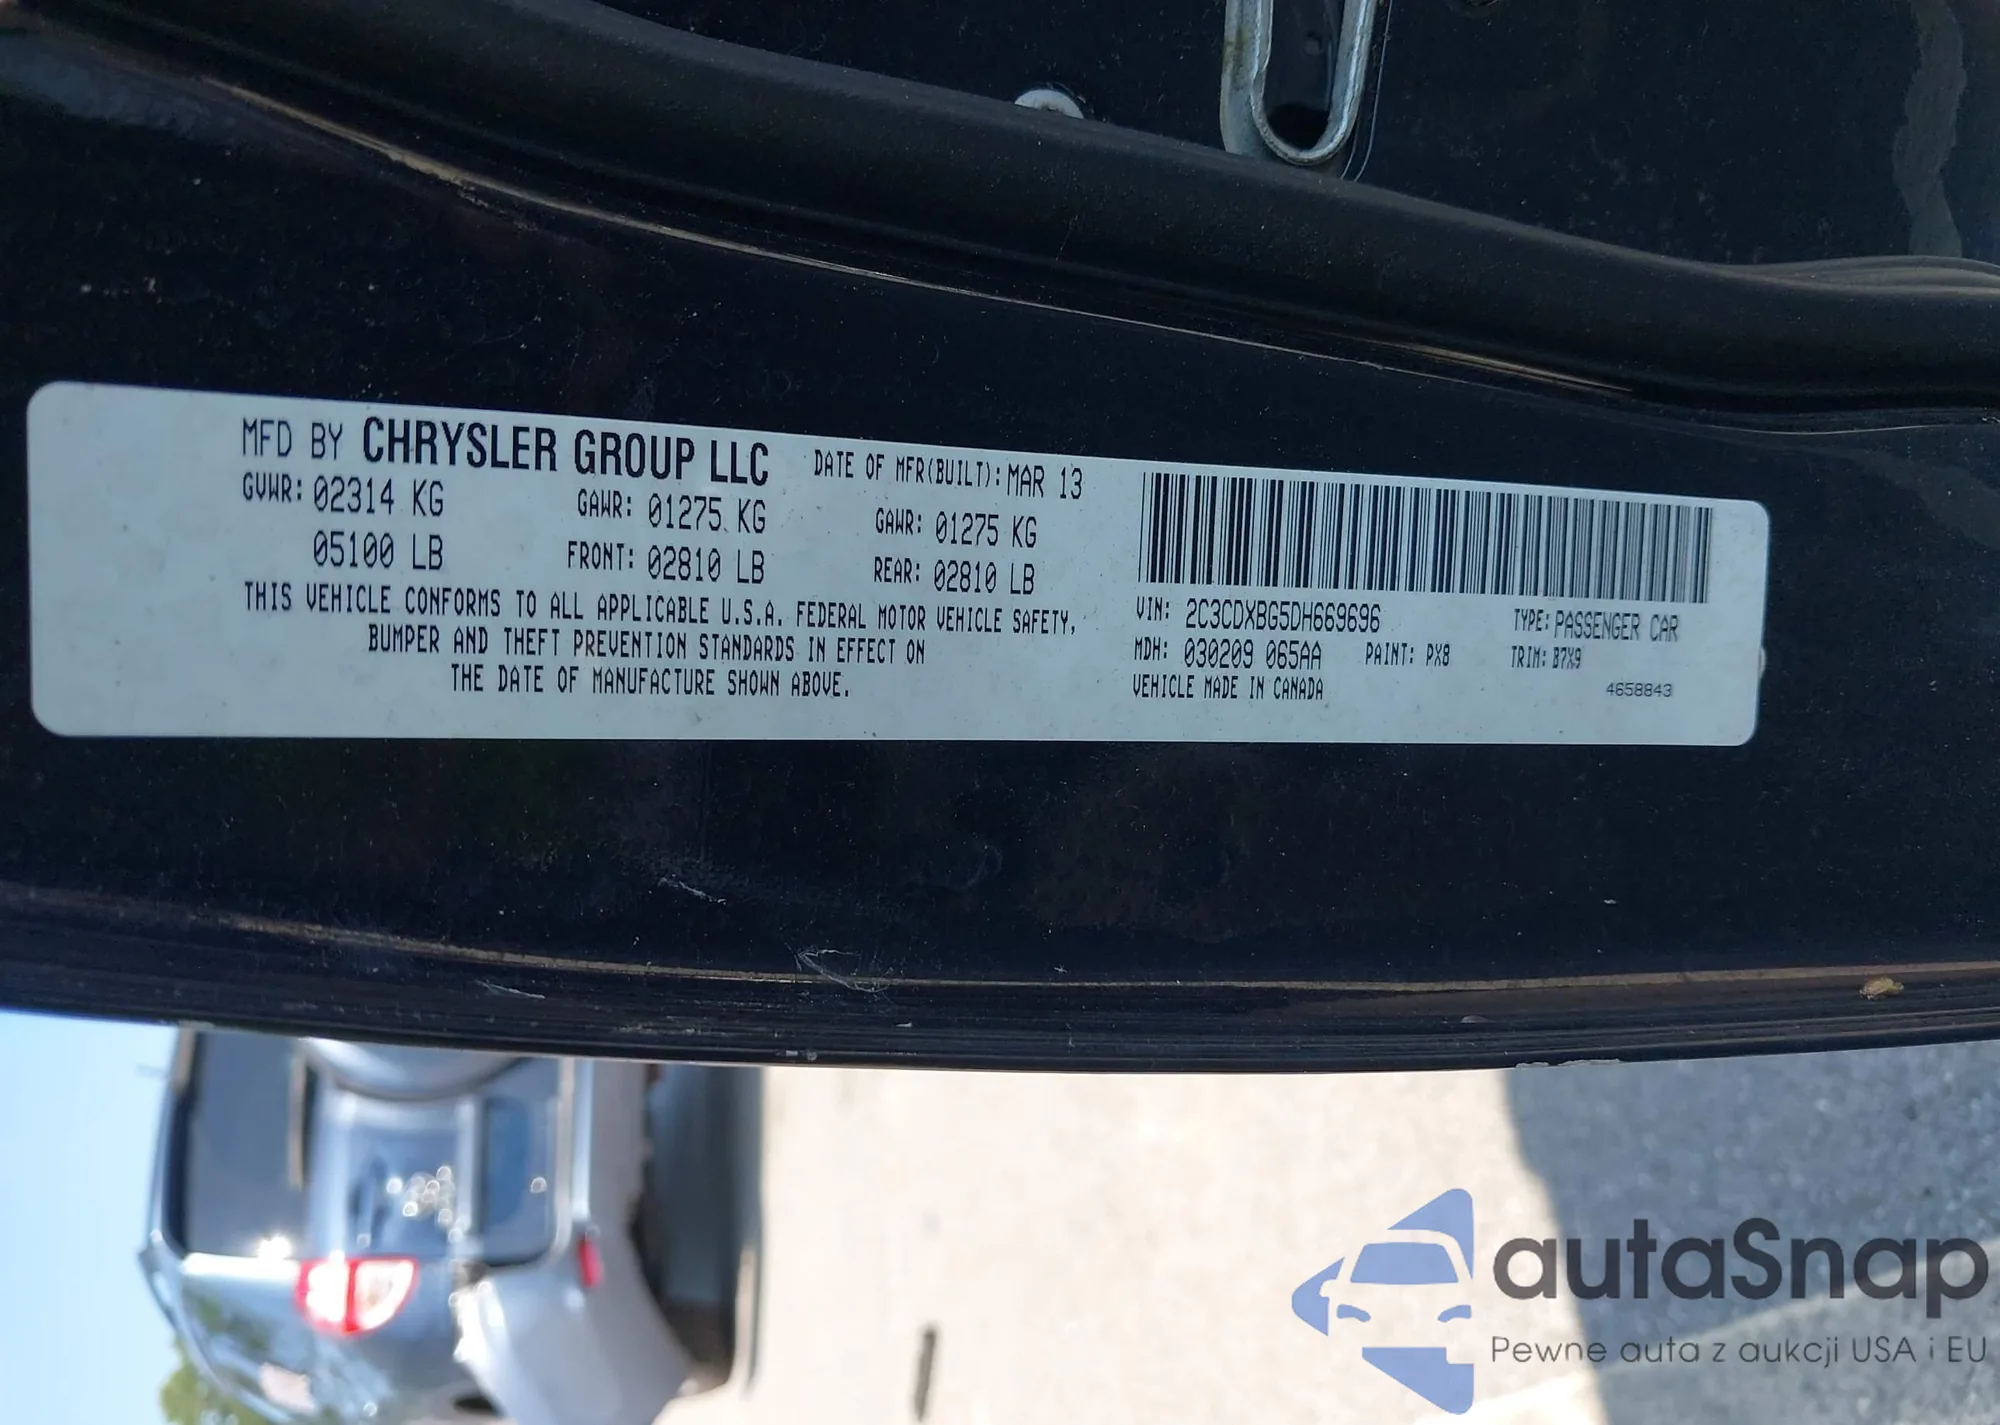 MFD BY CHRYSLER GROUP LLC DATE OF MFR(BUILT): MAR 13
GVWR: 02314 KG GAWR: 01275 KG GAWR: 01275 KG
05100 LB FRONT: 02810 LB REAR: 02810 LB
THIS VEHICLE CONFORMS TO ALL APPLICABLE U.S.A. FEDERAL MOTOR VEHICLE SAFETY,
BUMPER AND THEFT PREVENTION STANDARDS IN EFFECT ON
THE DATE OF MANUFACTURE SHOWN ABOVE.
VIN: 2C3CDXBG5DH669696 TYPE: PASSENGER CAR
MDH: 030209 065AA PAINT: PX8 TRIM: B7X9
VEHICLE MADE IN CANADA 4658843
autaSnap
Pewne auta z aukcji USA i EU